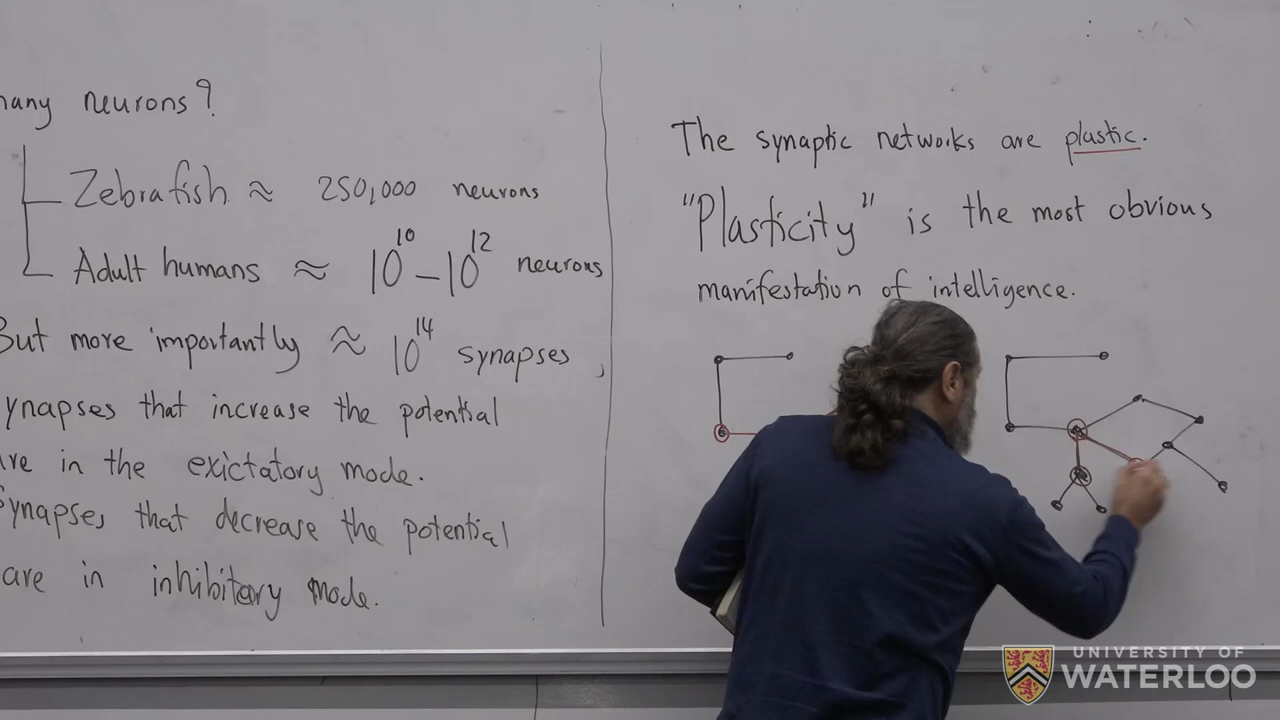 many neurons?
Zebrafish ≈ 250,000 neurons
Adult humans ≈ 10^10 – 10^12 neurons
But more importantly ≈ 10^14 synapses,
synapses that increase the potential
are in the exictatory mode.
Synapses that decrease the potential
are in inhibitory mode.
The synaptic networks are plastic.
"Plasticity" is the most obvious
manifestation of intelligence.
UNIVERSITY OF
WATERLOO